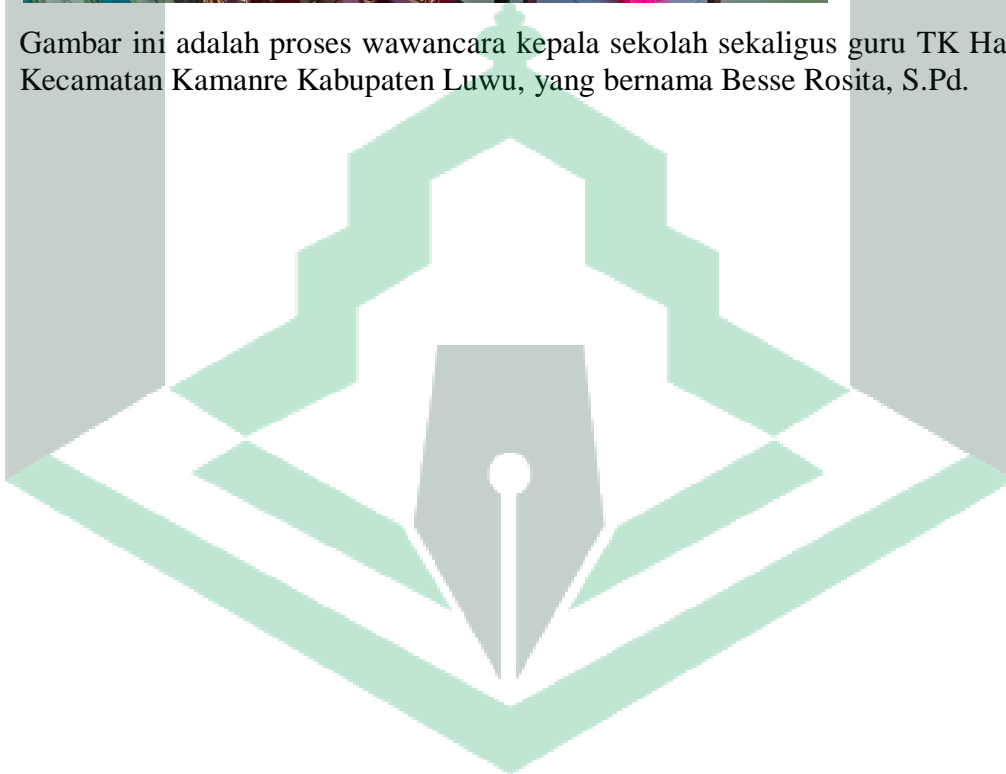 Gambar ini adalah proses wawancara kepala sekolah sekaligus guru TK Ha
Kecamatan Kamanre Kabupaten Luwu, yang bernama Besse Rosita, S.Pd.